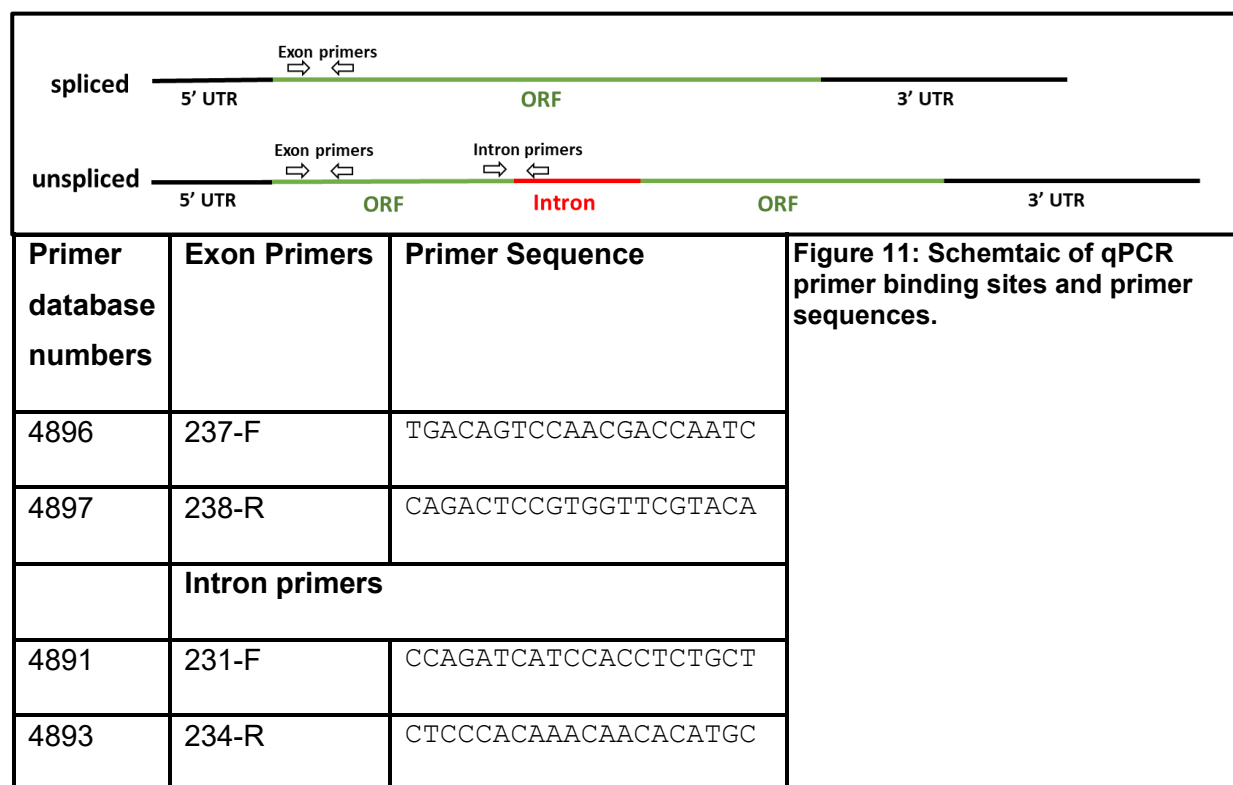 Exon primers
spliced
5' UTR ORF 3' UTR
Exon primers Intron primers
unspliced
5' UTR ORF Intron ORF 3' UTR
Primer database numbers Exon Primers Primer Sequence
4896 237-F TGACAGTCCAACGACCAATC
4897 238-R CAGACTCCGTGGTTCGTACA
Intron primers
4891 231-F CCAGATCATCCACCTCTGCT
4893 234-R CTCCCACAAACAACACATGC
Figure 11: Schemtaic of qPCR
primer binding sites and primer
sequences.